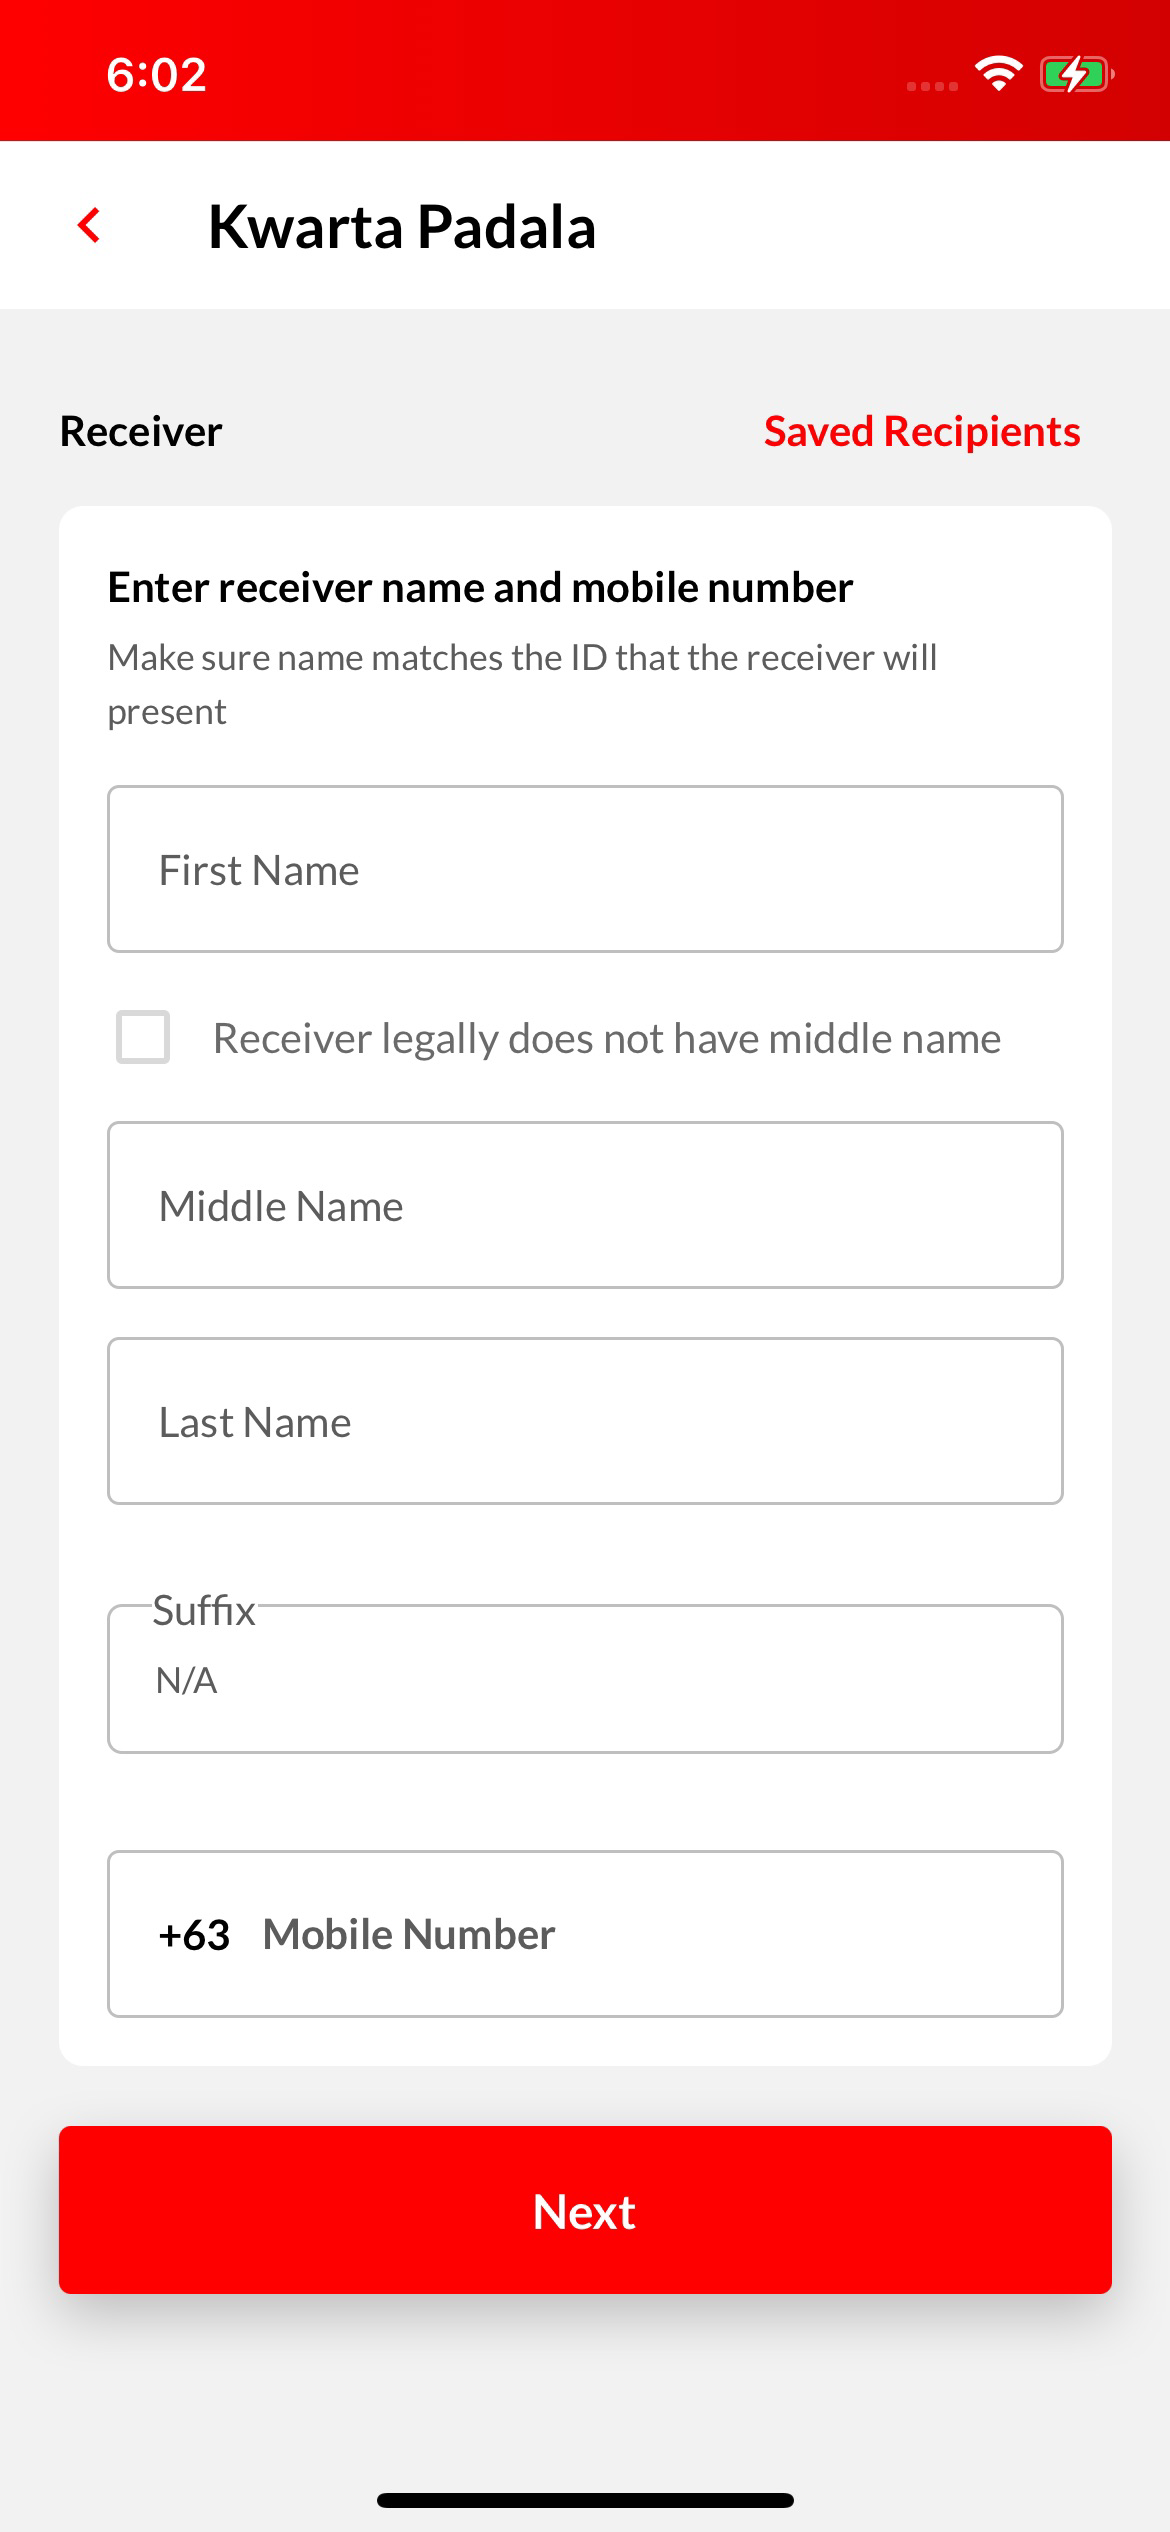 6:02
Kwarta Padala
Receiver
Saved Recipients
Enter receiver name and mobile number
Make sure name matches the ID that the receiver will
present
First Name
Receiver legally does not have middle name
Middle Name
Last Name
Suffix
N/A
+63 Mobile Number
Next